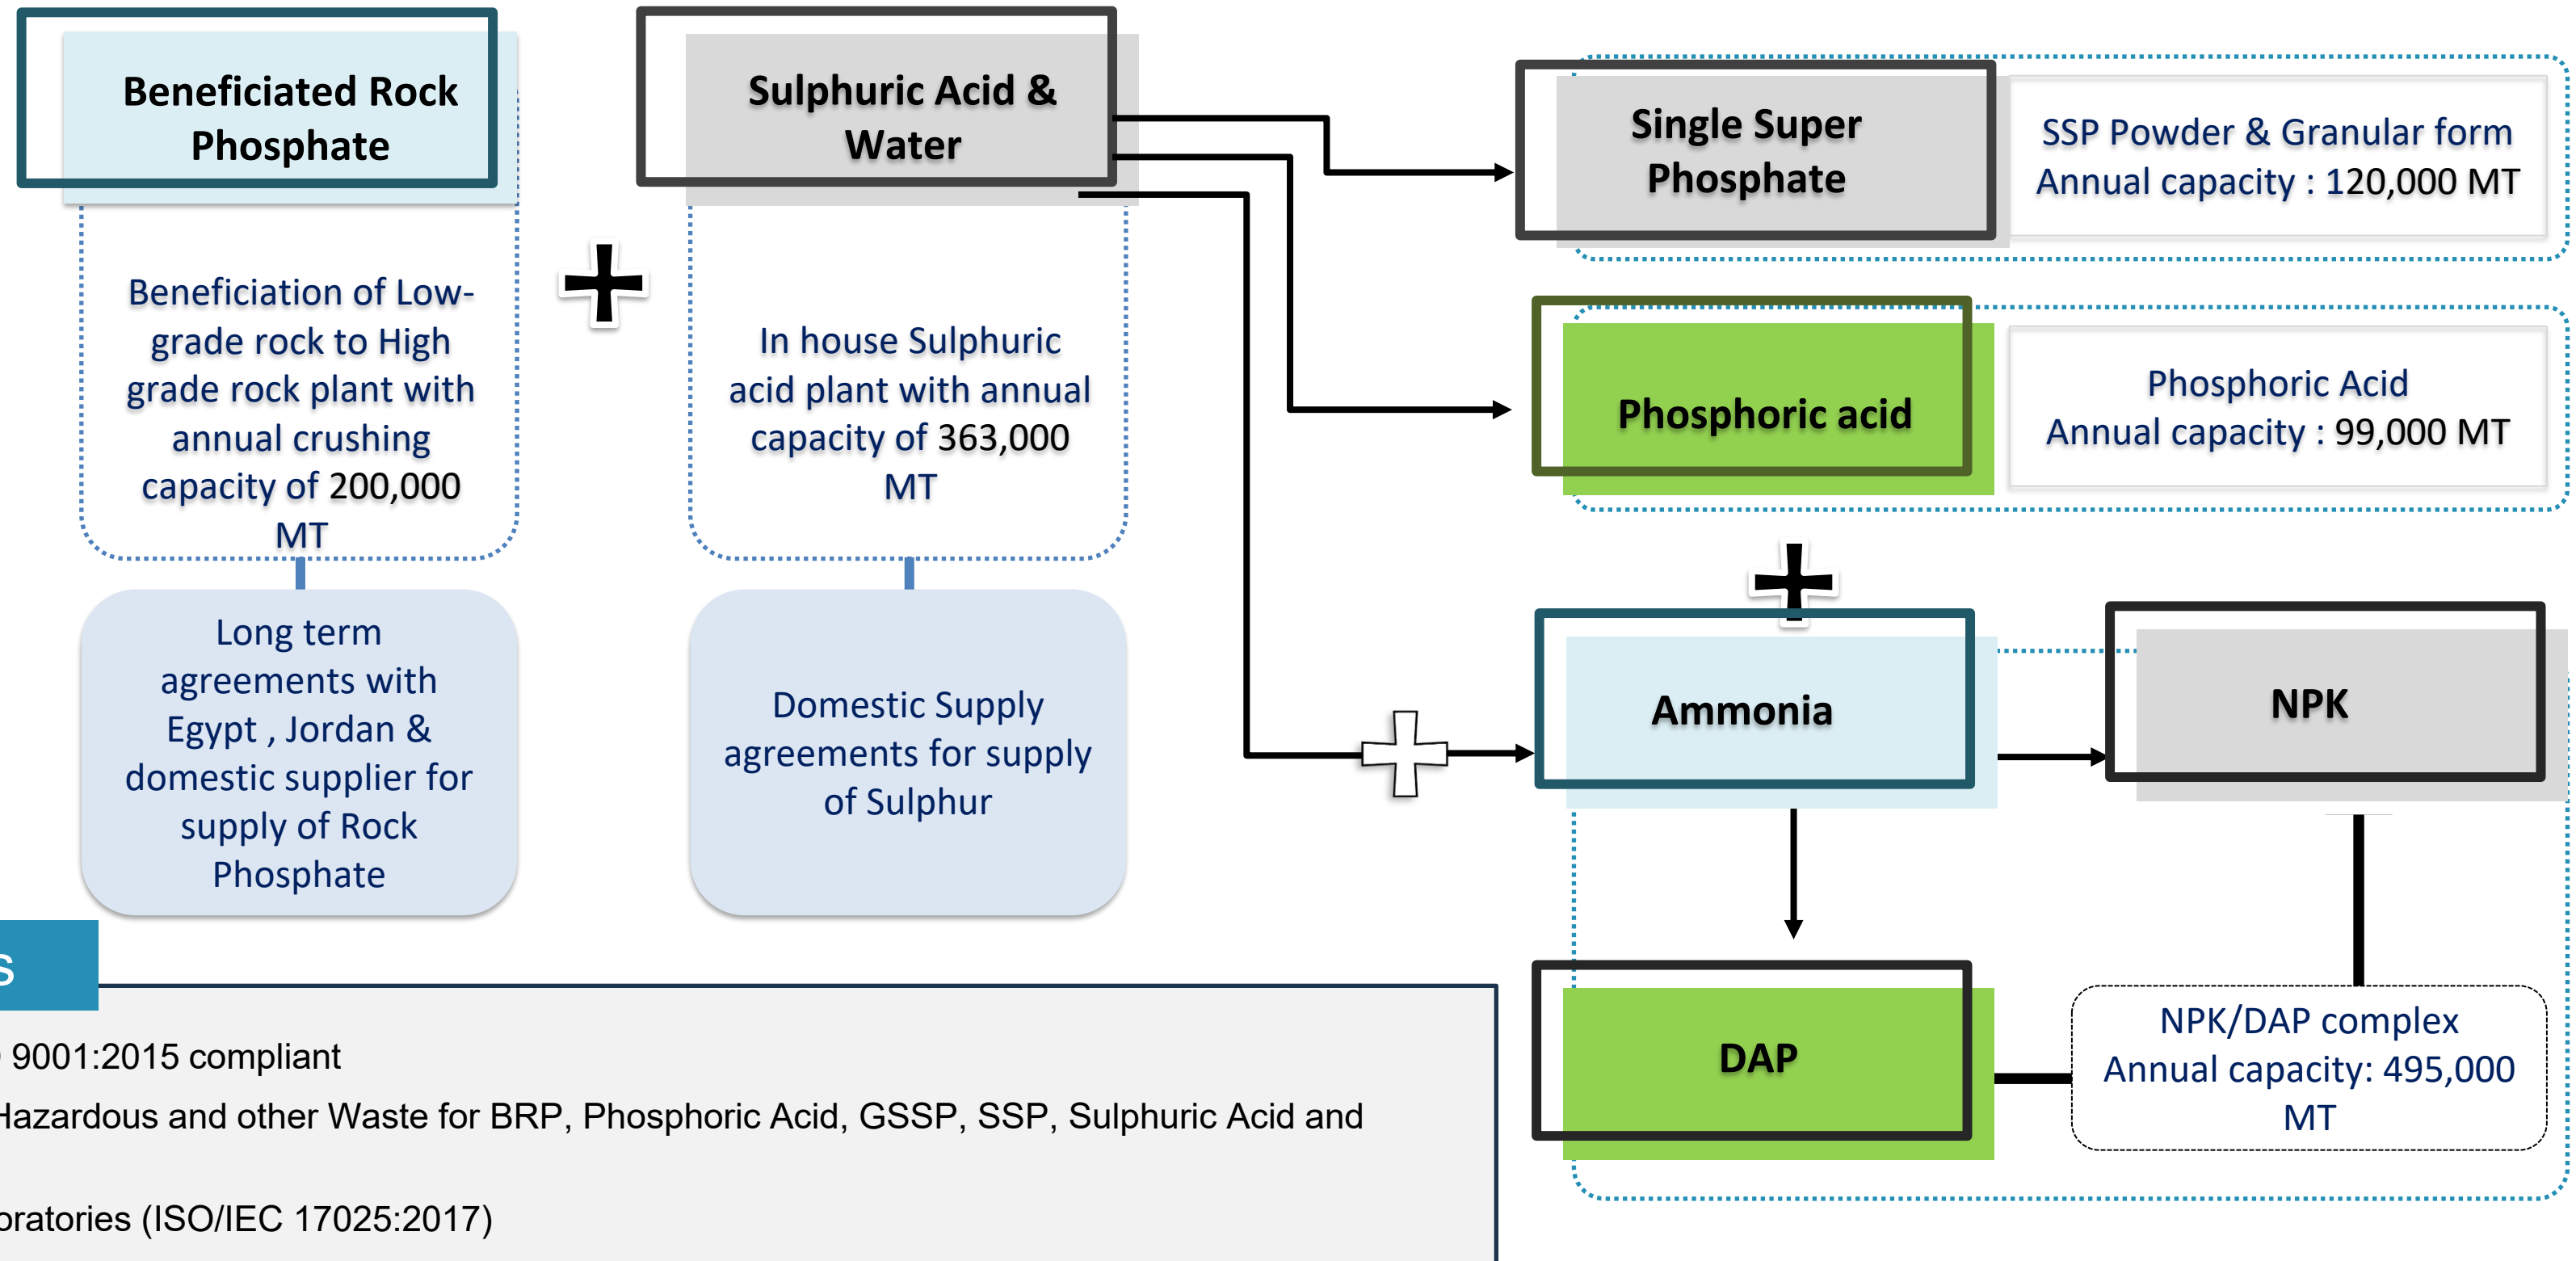 Beneficiated Rock
Phosphate
Beneficiation of Low-
grade rock to High
grade rock plant with
annual crushing
capacity of 200,000
MT
Long term
agreements with
Egypt , Jordan &
domestic supplier for
supply of Rock
Phosphate
Sulphuric Acid &
Water
In house Sulphuric
acid plant with annual
capacity of 363,000
MT
Domestic Supply
agreements for supply
of Sulphur
Single Super
Phosphate
SSP Powder & Granular form
Annual capacity : 120,000 MT
Phosphoric acid
Phosphoric Acid
Annual capacity : 99,000 MT
Ammonia
NPK
DAP
NPK/DAP complex
Annual capacity: 495,000
MT
9001:2015 compliant
Hazardous and other Waste for BRP, Phosphoric Acid, GSSP, SSP, Sulphuric Acid and
(ISO/IEC 17025:2017)